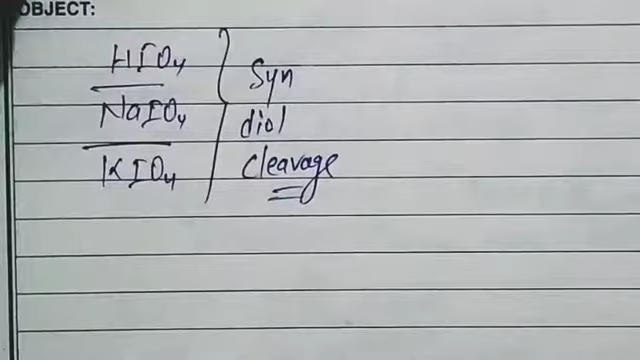 OBJECT:
HIO4
Syn
NaIO4
diol
KIO4
cleavage